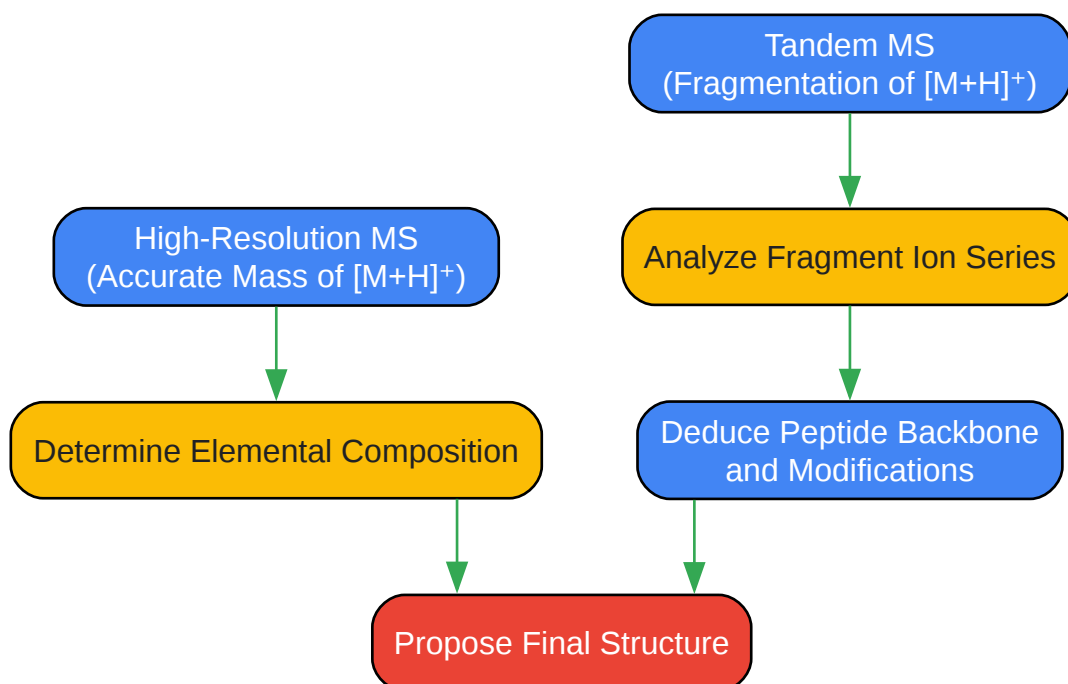 Tandem MS
(Fragmentation of [M+H]⁺)
High-Resolution MS
(Accurate Mass of [M+H]⁺)
Analyze Fragment Ion Series
Determine Elemental Composition
Deduce Peptide Backbone
and Modifications
Propose Final Structure